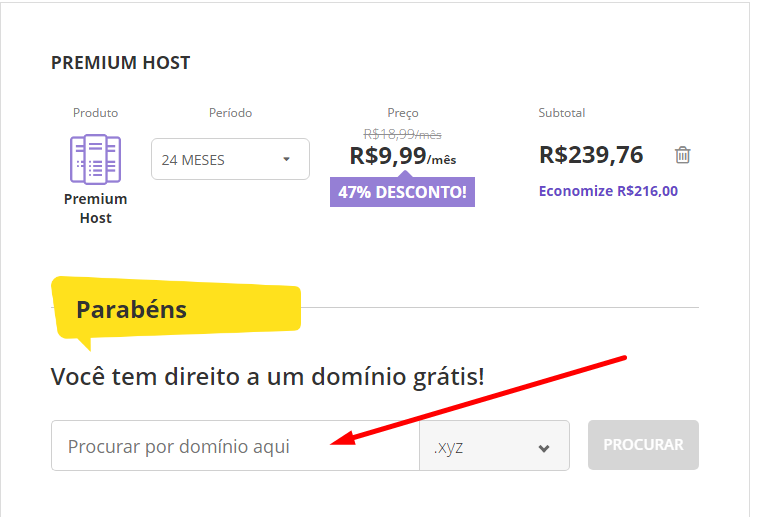 PREMIUM HOST
Produto
Período
Preço
Subtotal
R$18,99/mês
24 MESES
R$9,99/mês
R$239,76
47% DESCONTO!
Economize R$216,00
Premium
Host
Parabéns
Você tem direito a um domínio grátis!
Procurar por domínio aqui
.xyz
PROCURAR